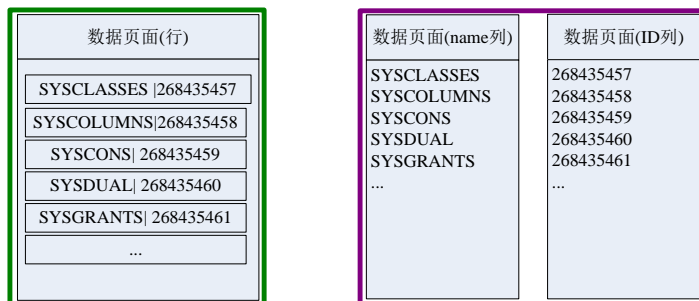 数据页面(行)
SYSCLASSES |268435457
SYSCOLUMNS|268435458
SYSCONS| 268435459
SYSDUAL| 268435460
SYSGRANTS| 268435461
...
数据页面(name列)
SYSCLASSES
SYSCOLUMNS
SYSCONS
SYSDUAL
SYSGRANTS
...
数据页面(ID列)
268435457
268435458
268435459
268435460
268435461
...